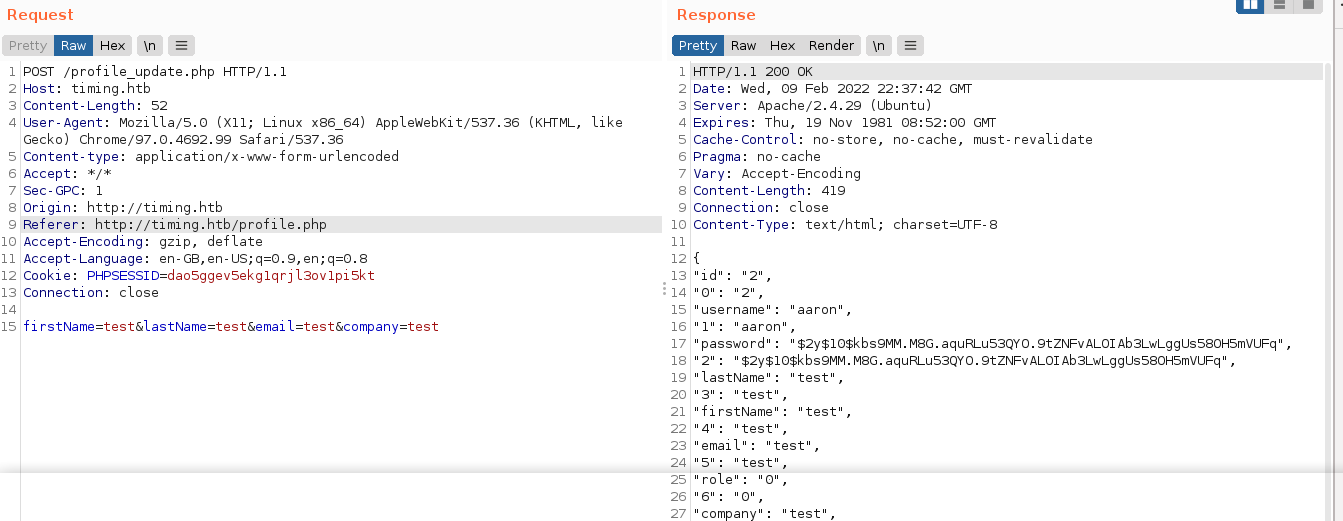 Request
Pretty Raw Hex \n
1 POST /profile_update.php HTTP/1.1
2 Host: timing.htb
3 Content-Length: 52
4 User-Agent: Mozilla/5.0 (X11; Linux x86_64) AppleWebKit/537.36 (KHTML, like
Gecko) Chrome/97.0.4692.99 Safari/537.36
5 Content-type: application/x-www-form-urlencoded
6 Accept: */*
7 Sec-GPC: 1
8 Origin: http://timing.htb
9 Referer: http://timing.htb/profile.php
10 Accept-Encoding: gzip, deflate
11 Accept-Language: en-GB,en-US;q=0.9,en;q=0.8
12 Cookie: PHPSESSID=dao5ggev5ekg1qrjl3ov1pi5kt
13 Connection: close
14
15 firstName=test&lastName=test&email=test&company=test
Response
Pretty Raw Hex Render \n
1 HTTP/1.1 200 OK
2 Date: Wed, 09 Feb 2022 22:37:42 GMT
3 Server: Apache/2.4.29 (Ubuntu)
4 Expires: Thu, 19 Nov 1981 08:52:00 GMT
5 Cache-Control: no-store, no-cache, must-revalidate
6 Pragma: no-cache
7 Vary: Accept-Encoding
8 Content-Length: 419
9 Connection: close
10 Content-Type: text/html; charset=UTF-8
11
12 {
13 "id": "2",
14 "0": "2",
15 "username": "aaron",
16 "1": "aaron",
17 "password": "$2y$10$kbs9MM.M8G.aquRLu53QYO.9tZNFvALOIAb3LwLggUs58OH5mVUFq",
18 "2": "$2y$10$kbs9MM.M8G.aquRLu53QYO.9tZNFvALOIAb3LwLggUs58OH5mVUFq",
19 "lastName": "test",
20 "3": "test",
21 "firstName": "test",
22 "4": "test",
23 "email": "test",
24 "5": "test",
25 "role": "0",
26 "6": "0",
27 "company": "test",